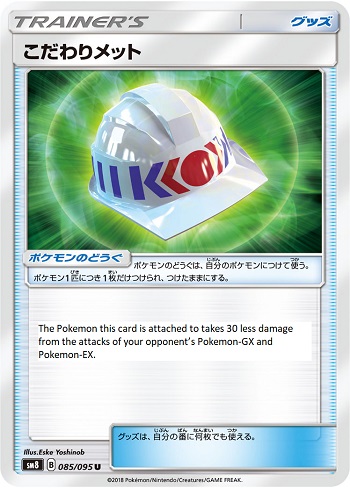 TRAINER'S
グッズ
こだわりメット
ポケモンのどうぐ
ポケモンのどうぐは、自分のポケモンにつけて使う。
ポケモン1匹につき1枚だけつけられ、つけたままにする。
The Pokemon this card is attached to takes 30 less damage
from the attacks of your opponent's Pokemon-GX and
Pokemon-EX.
グッズは、自分の番に何枚でも使える。
Illus.Eske Yoshinob
SM8 B 085/095 U
©2018 Pokémon/Nintendo/Creatures/GAME FREAK.